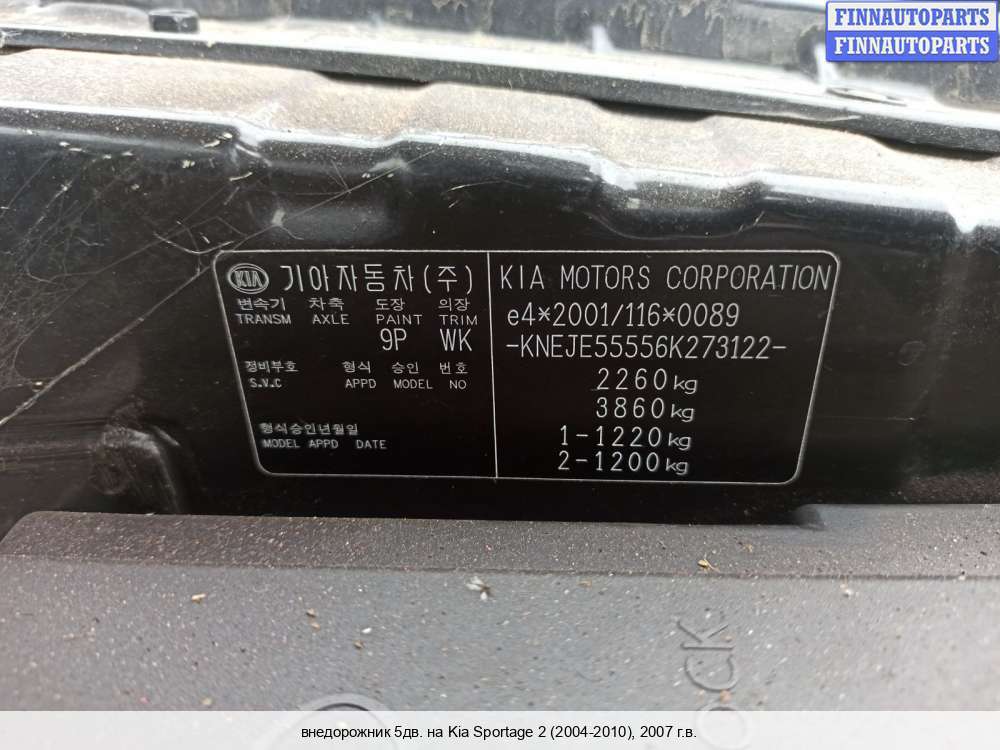 FINNAUTOPARTS
FINNAUTOPARTS
KIA 기아자동차(주)
변속기 차축 도장 의장
TRANSM AXLE PAINT TRIM
9P WK
정비부호 형식 승인 번호
S.V.C APPD MODEL NO
형식승인년월일
MODEL APPD DATE
KIA MOTORS CORPORATION
e4*2001/116*0089
-KNEJE55556K273122-
2260kg
3860kg
1-1220kg
2-1200kg
OCK
внедорожник 5дв. на Kia Sportage 2 (2004-2010), 2007 г.в.